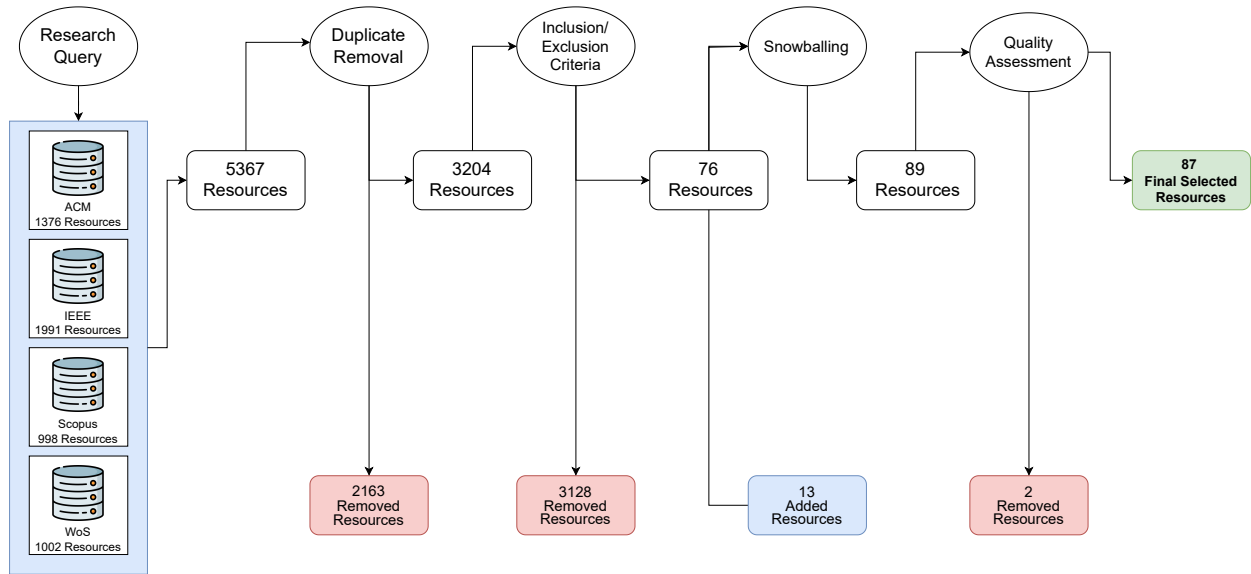 Research
Query
ACM
1376 Resources
IEEE
1991 Resources
Scopus
998 Resources
WoS
1002 Resources
5367
Resources
Duplicate
Removal
2163
Removed
Resources
3204
Resources
Inclusion/
Exclusion
Criteria
3128
Removed
Resources
76
Resources
Snowballing
13
Added
Resources
89
Resources
Quality
Assessment
2
Removed
Resources
87
Final Selected
Resources